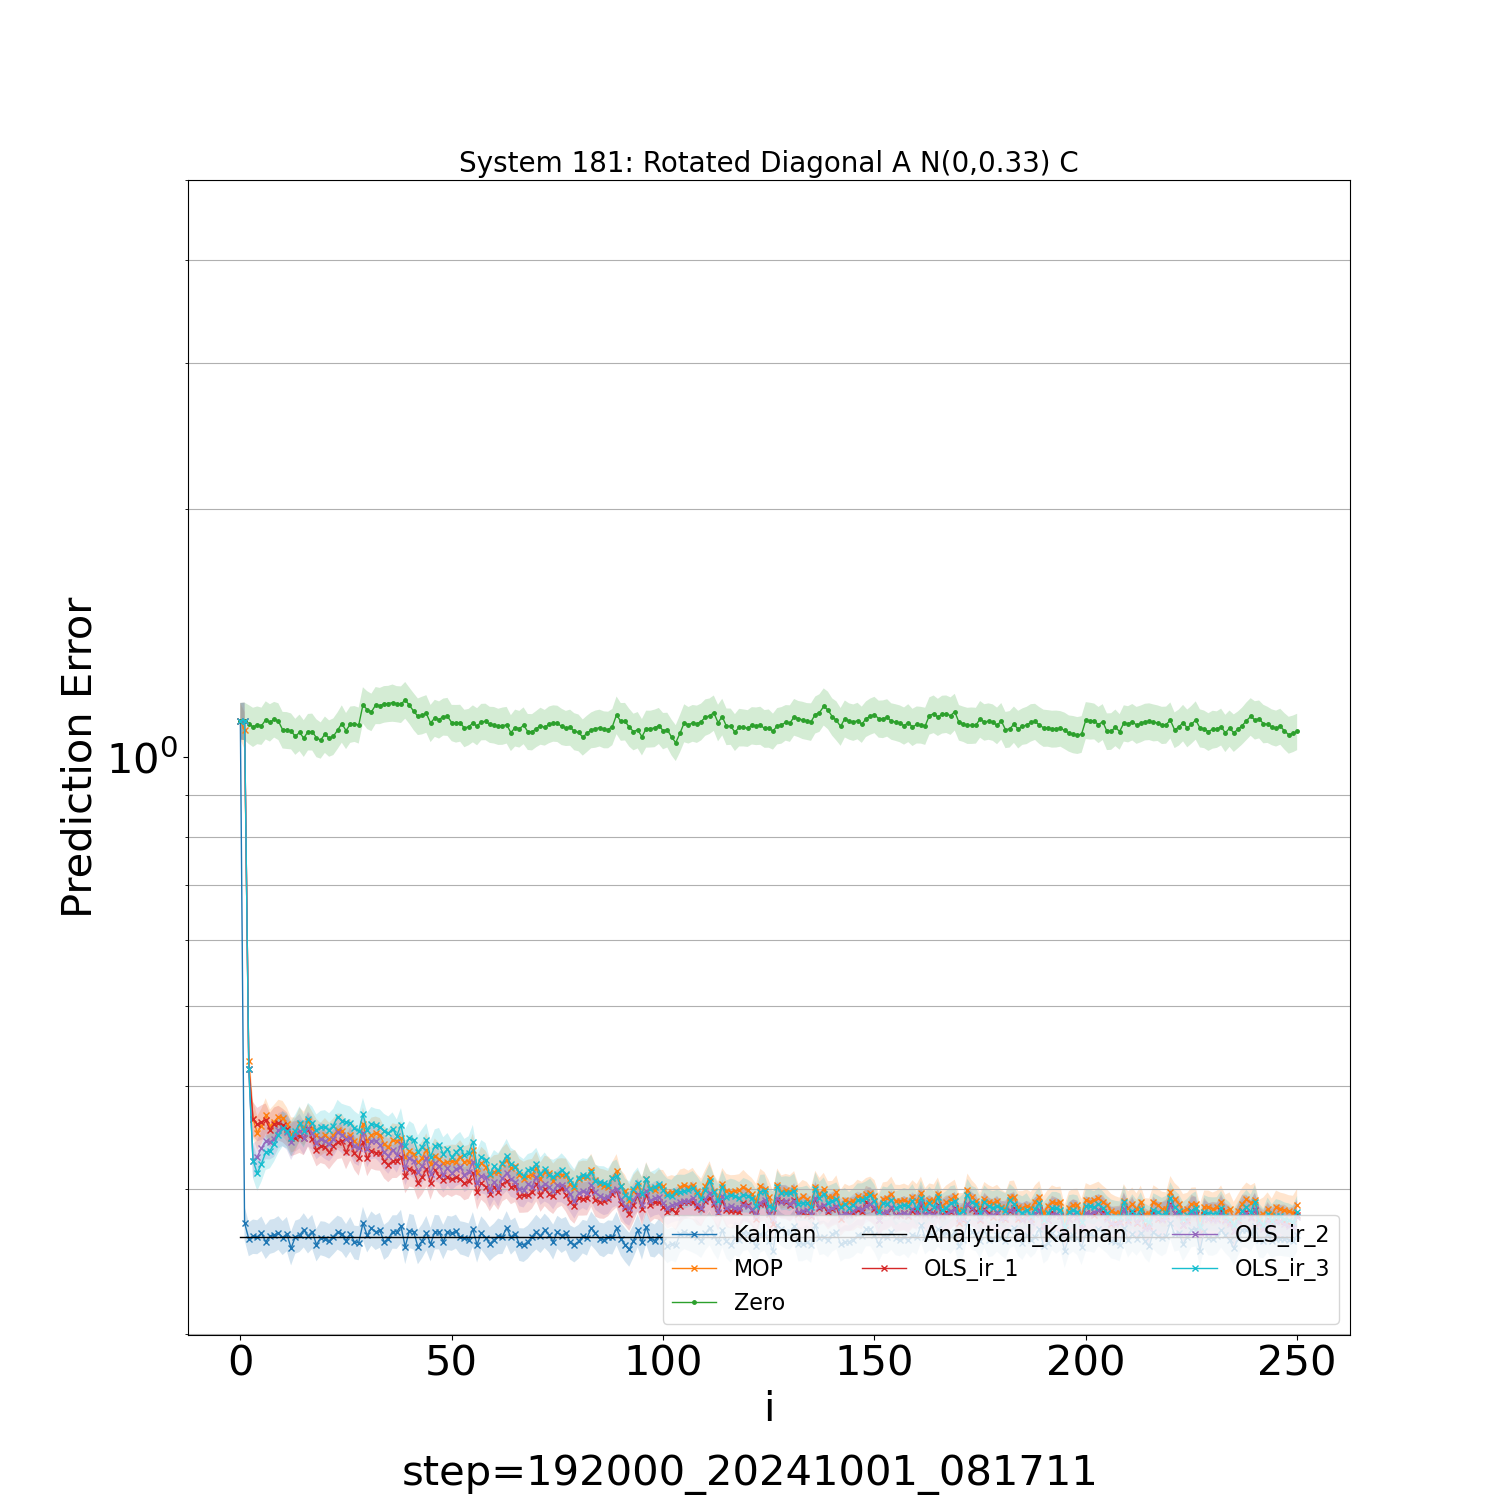 System 181: Rotated Diagonal A N(0,0.33) C
Prediction Error
10⁰
Kalman
MOP
Zero
Analytical_Kalman
OLS_ir_1
OLS_ir_2
OLS_ir_3
0 50 100 150 200 250
i
step=192000_20241001_081711